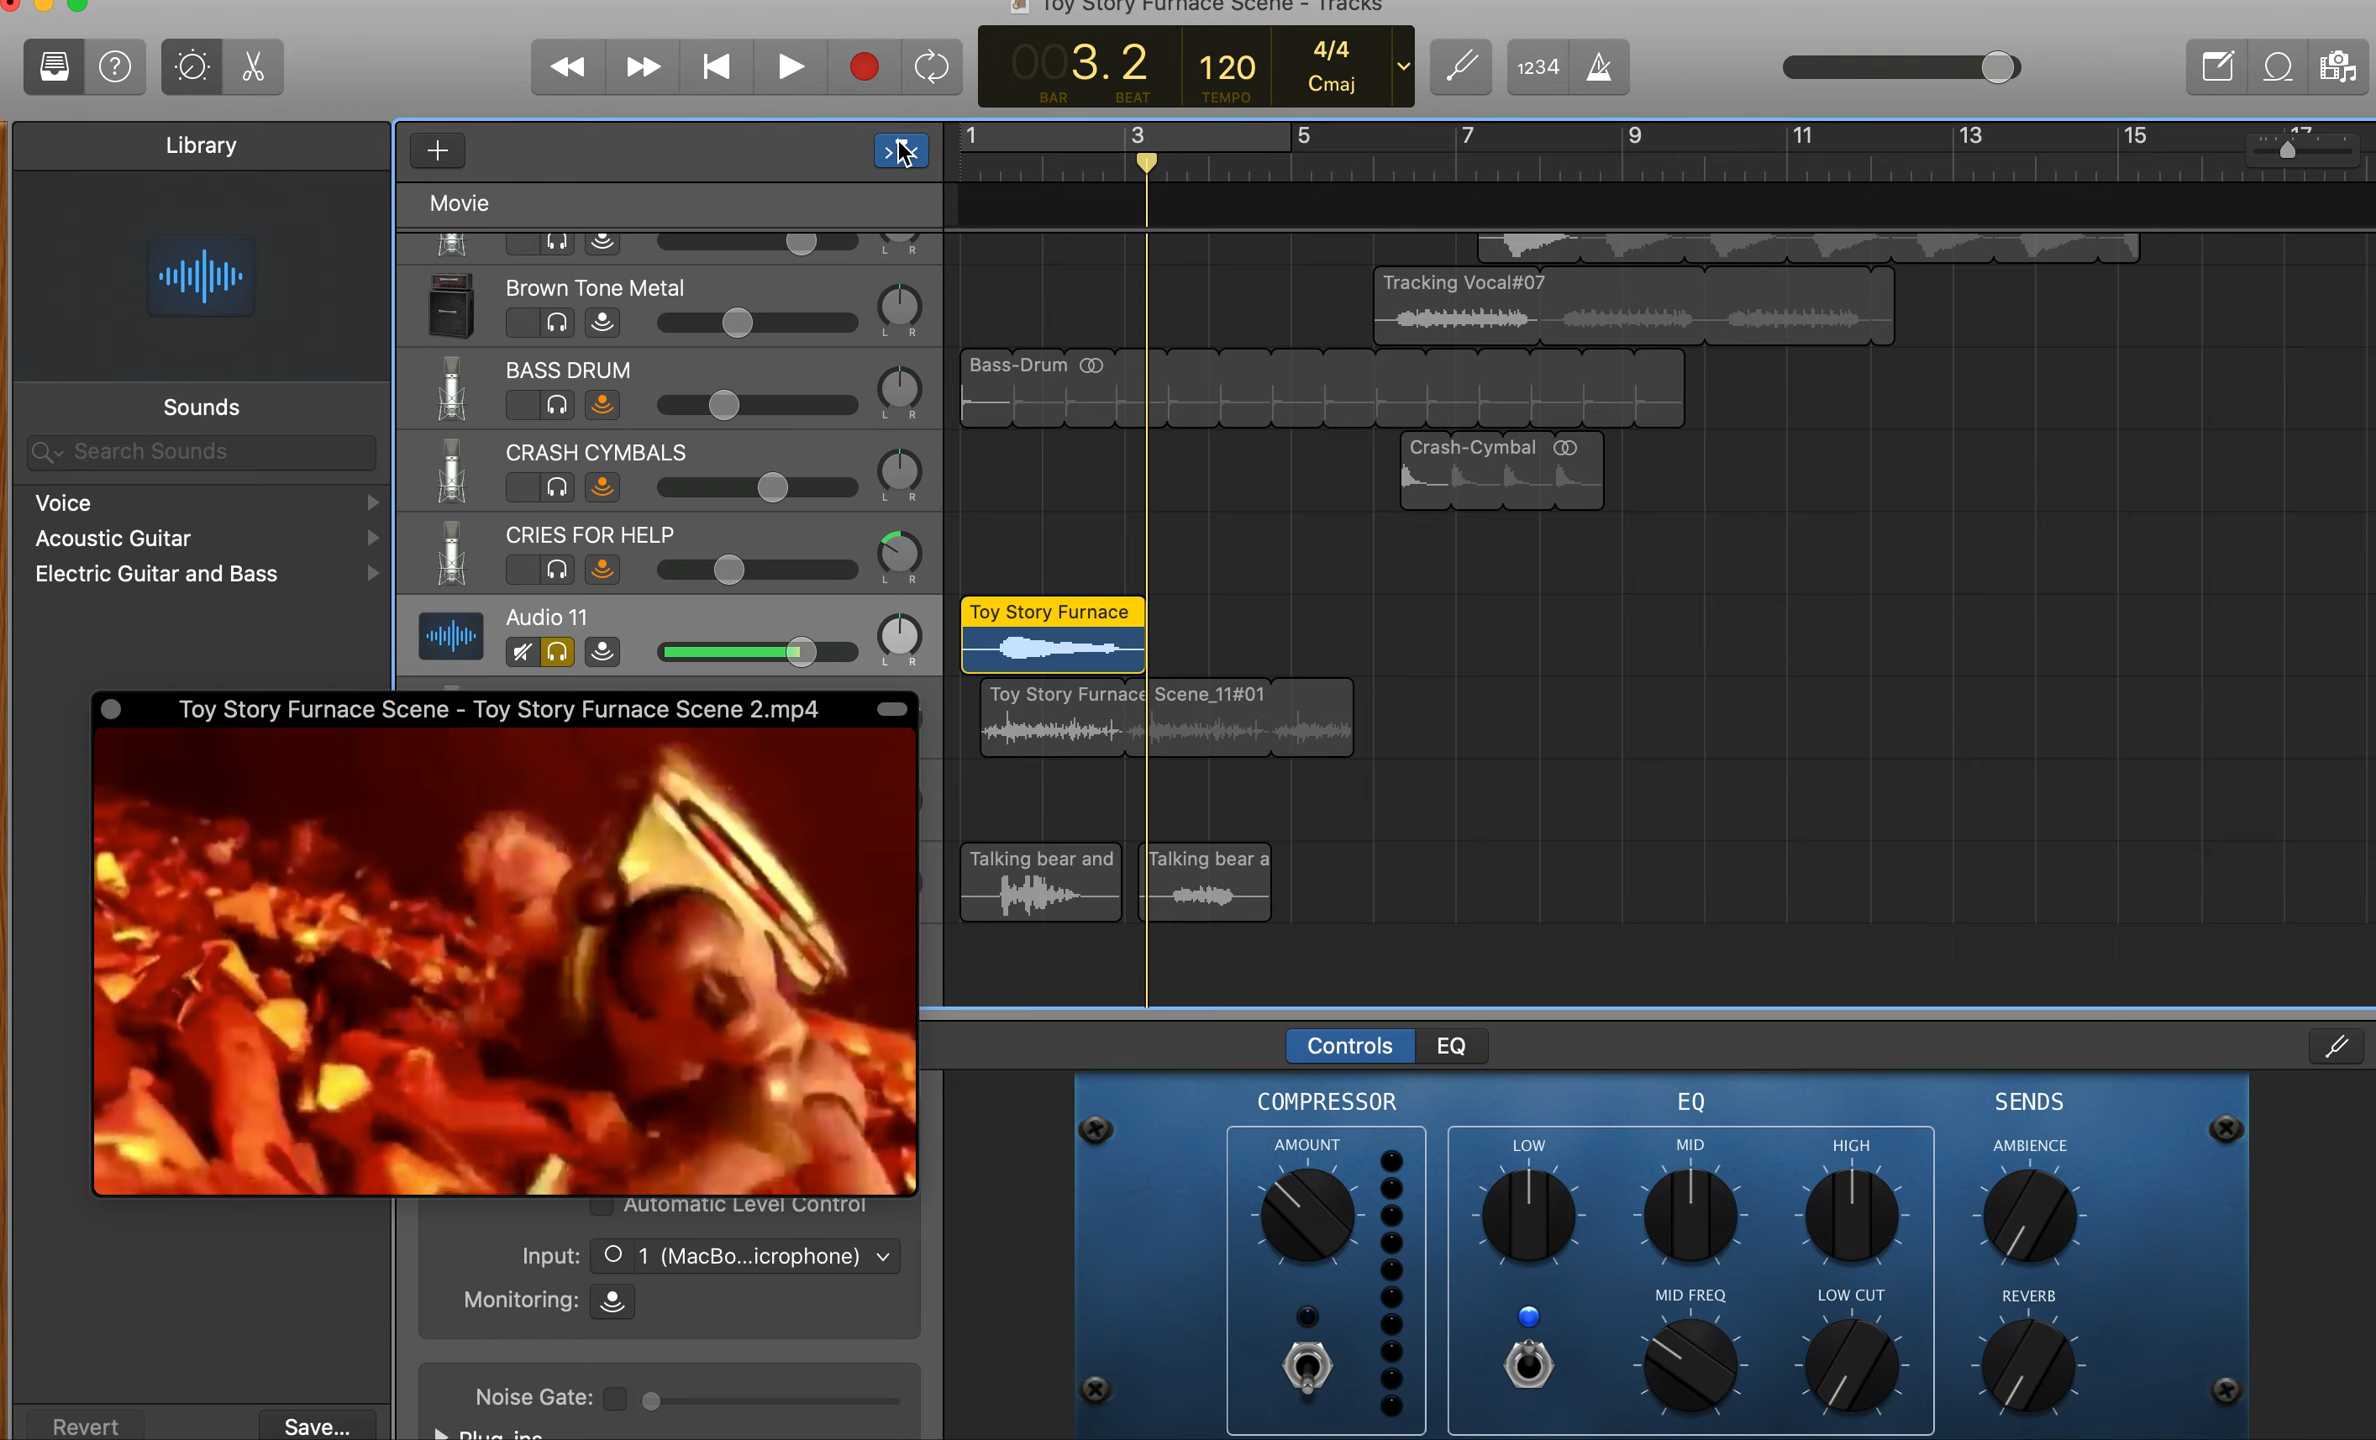 Toy Story Furnace Scene - Tracks
003.2
BAR BEAT
120
TEMPO
4/4
Cmaj
1234
Library
Sounds
Search Sounds
Voice
Acoustic Guitar
Electric Guitar and Bass
Revert
Save...
1 3 5 7 9 11 13 15 17
Movie
L R
Brown Tone Metal
L R
BASS DRUM
L R
CRASH CYMBALS
L R
CRIES FOR HELP
L R
Audio 11
L R
Tracking Vocal#07
Bass-Drum
Crash-Cymbal
Toy Story Furnace
Toy Story Furnace Scene_11#01
Talking bear and
Talking bear a
Toy Story Furnace Scene - Toy Story Furnace Scene 2.mp4
Automatic Level Control
Input: 1 (MacBo...icrophone)
Monitoring:
Noise Gate:
Plug-ins
Controls EQ
COMPRESSOR
AMOUNT
EQ
LOW MID HIGH
MID FREQ LOW CUT
SENDS
AMBIENCE
REVERB